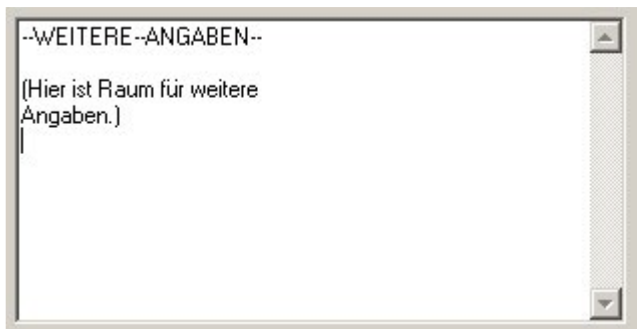 --WEITERE--ANGABEN--
(Hier ist Raum für weitere
Angaben.)